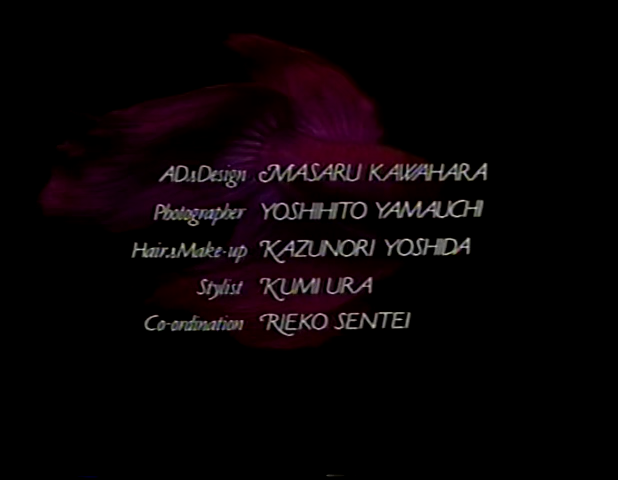 AD&Design MASARU KAWAHARA
Photographer YOSHIHITO YAMAUCHI
Hair&Make-up KAZUNORI YOSHIDA
Stylist KUMI URA
Co-ordination RIEKO SENTEI